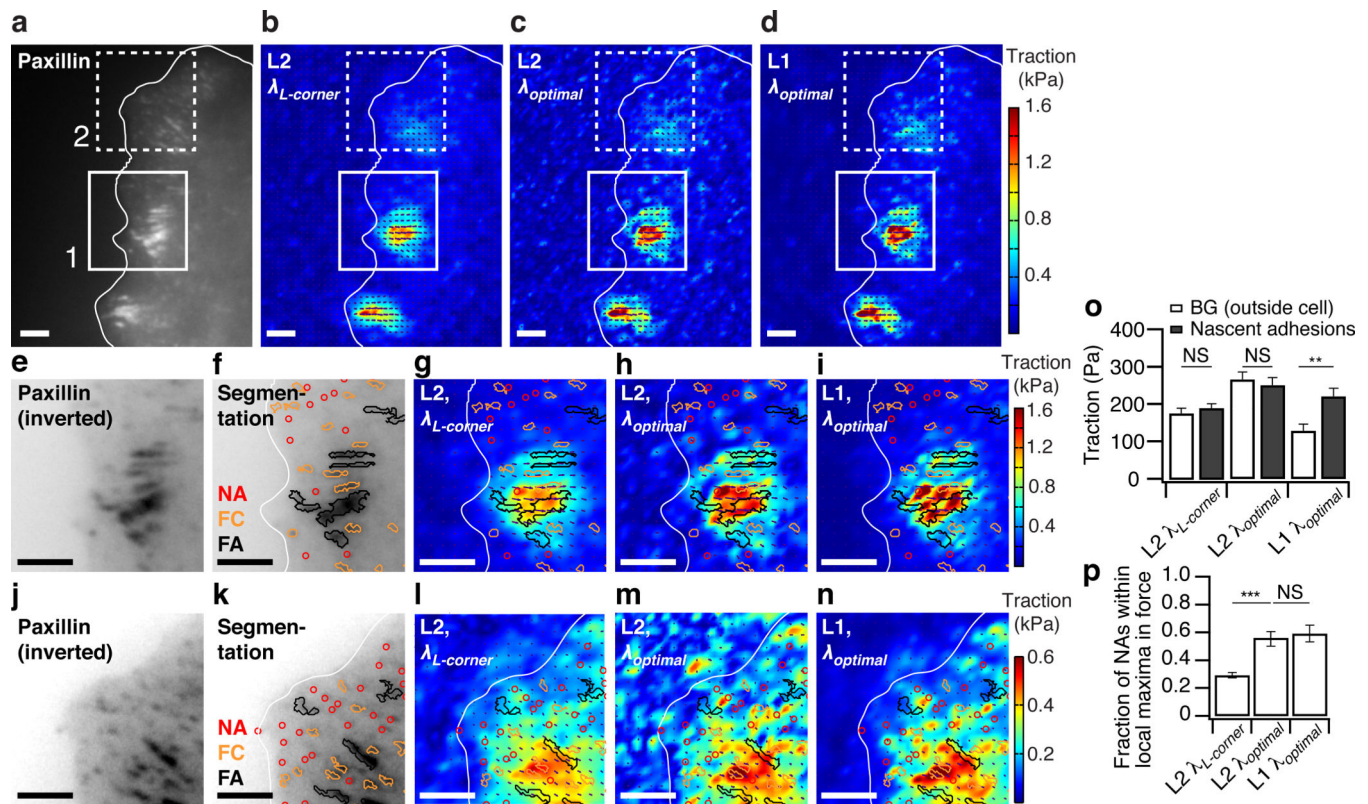 a
b
c
d
Paxillin
2
1
L2
λL-corner
L2
λoptimal
L1
λoptimal
Traction
(kPa)
1.6
1.2
0.8
0.4
e
f
g
h
i
Paxillin
(inverted)
Segmen-
tation
NA
FC
FA
L2,
λL-corner
L2,
λoptimal
L1,
λoptimal
Traction
(kPa)
1.6
1.2
0.8
0.4
j
k
l
m
n
Paxillin
(inverted)
Segmen-
tation
NA
FC
FA
L2,
λL-corner
L2,
λoptimal
L1,
λoptimal
Traction
(kPa)
0.6
0.4
0.2
o
BG (outside cell)
Nascent adhesions
Traction (Pa)
400
300
200
100
0
NS
NS
**
L2 λL-corner
L2 λoptimal
L1 λoptimal
p
Fraction of NAs within
local maxima in force
1.0
0.8
0.6
0.4
0.2
0
***
NS
L2 λL-corner
L2 λoptimal
L1 λoptimal